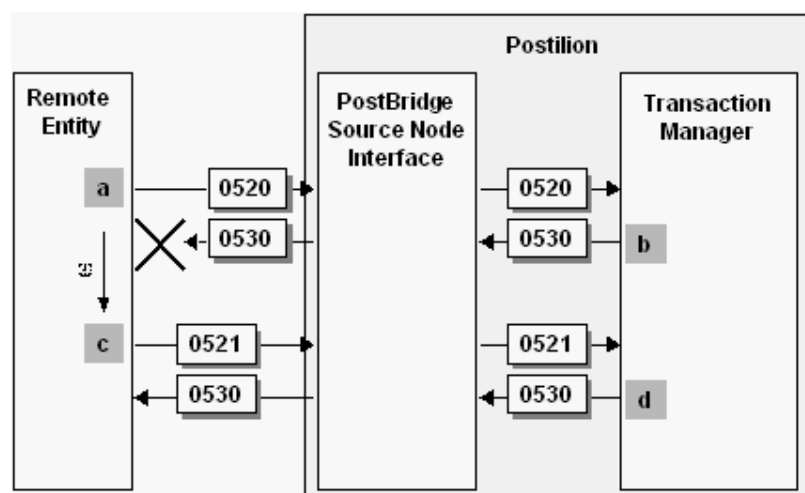 Postilion
Remote
Entity
PostBridge
Source Node
Interface
Transaction
Manager
a
0520
0520
0530
0530
b
c
0521
0521
0530
0530
d